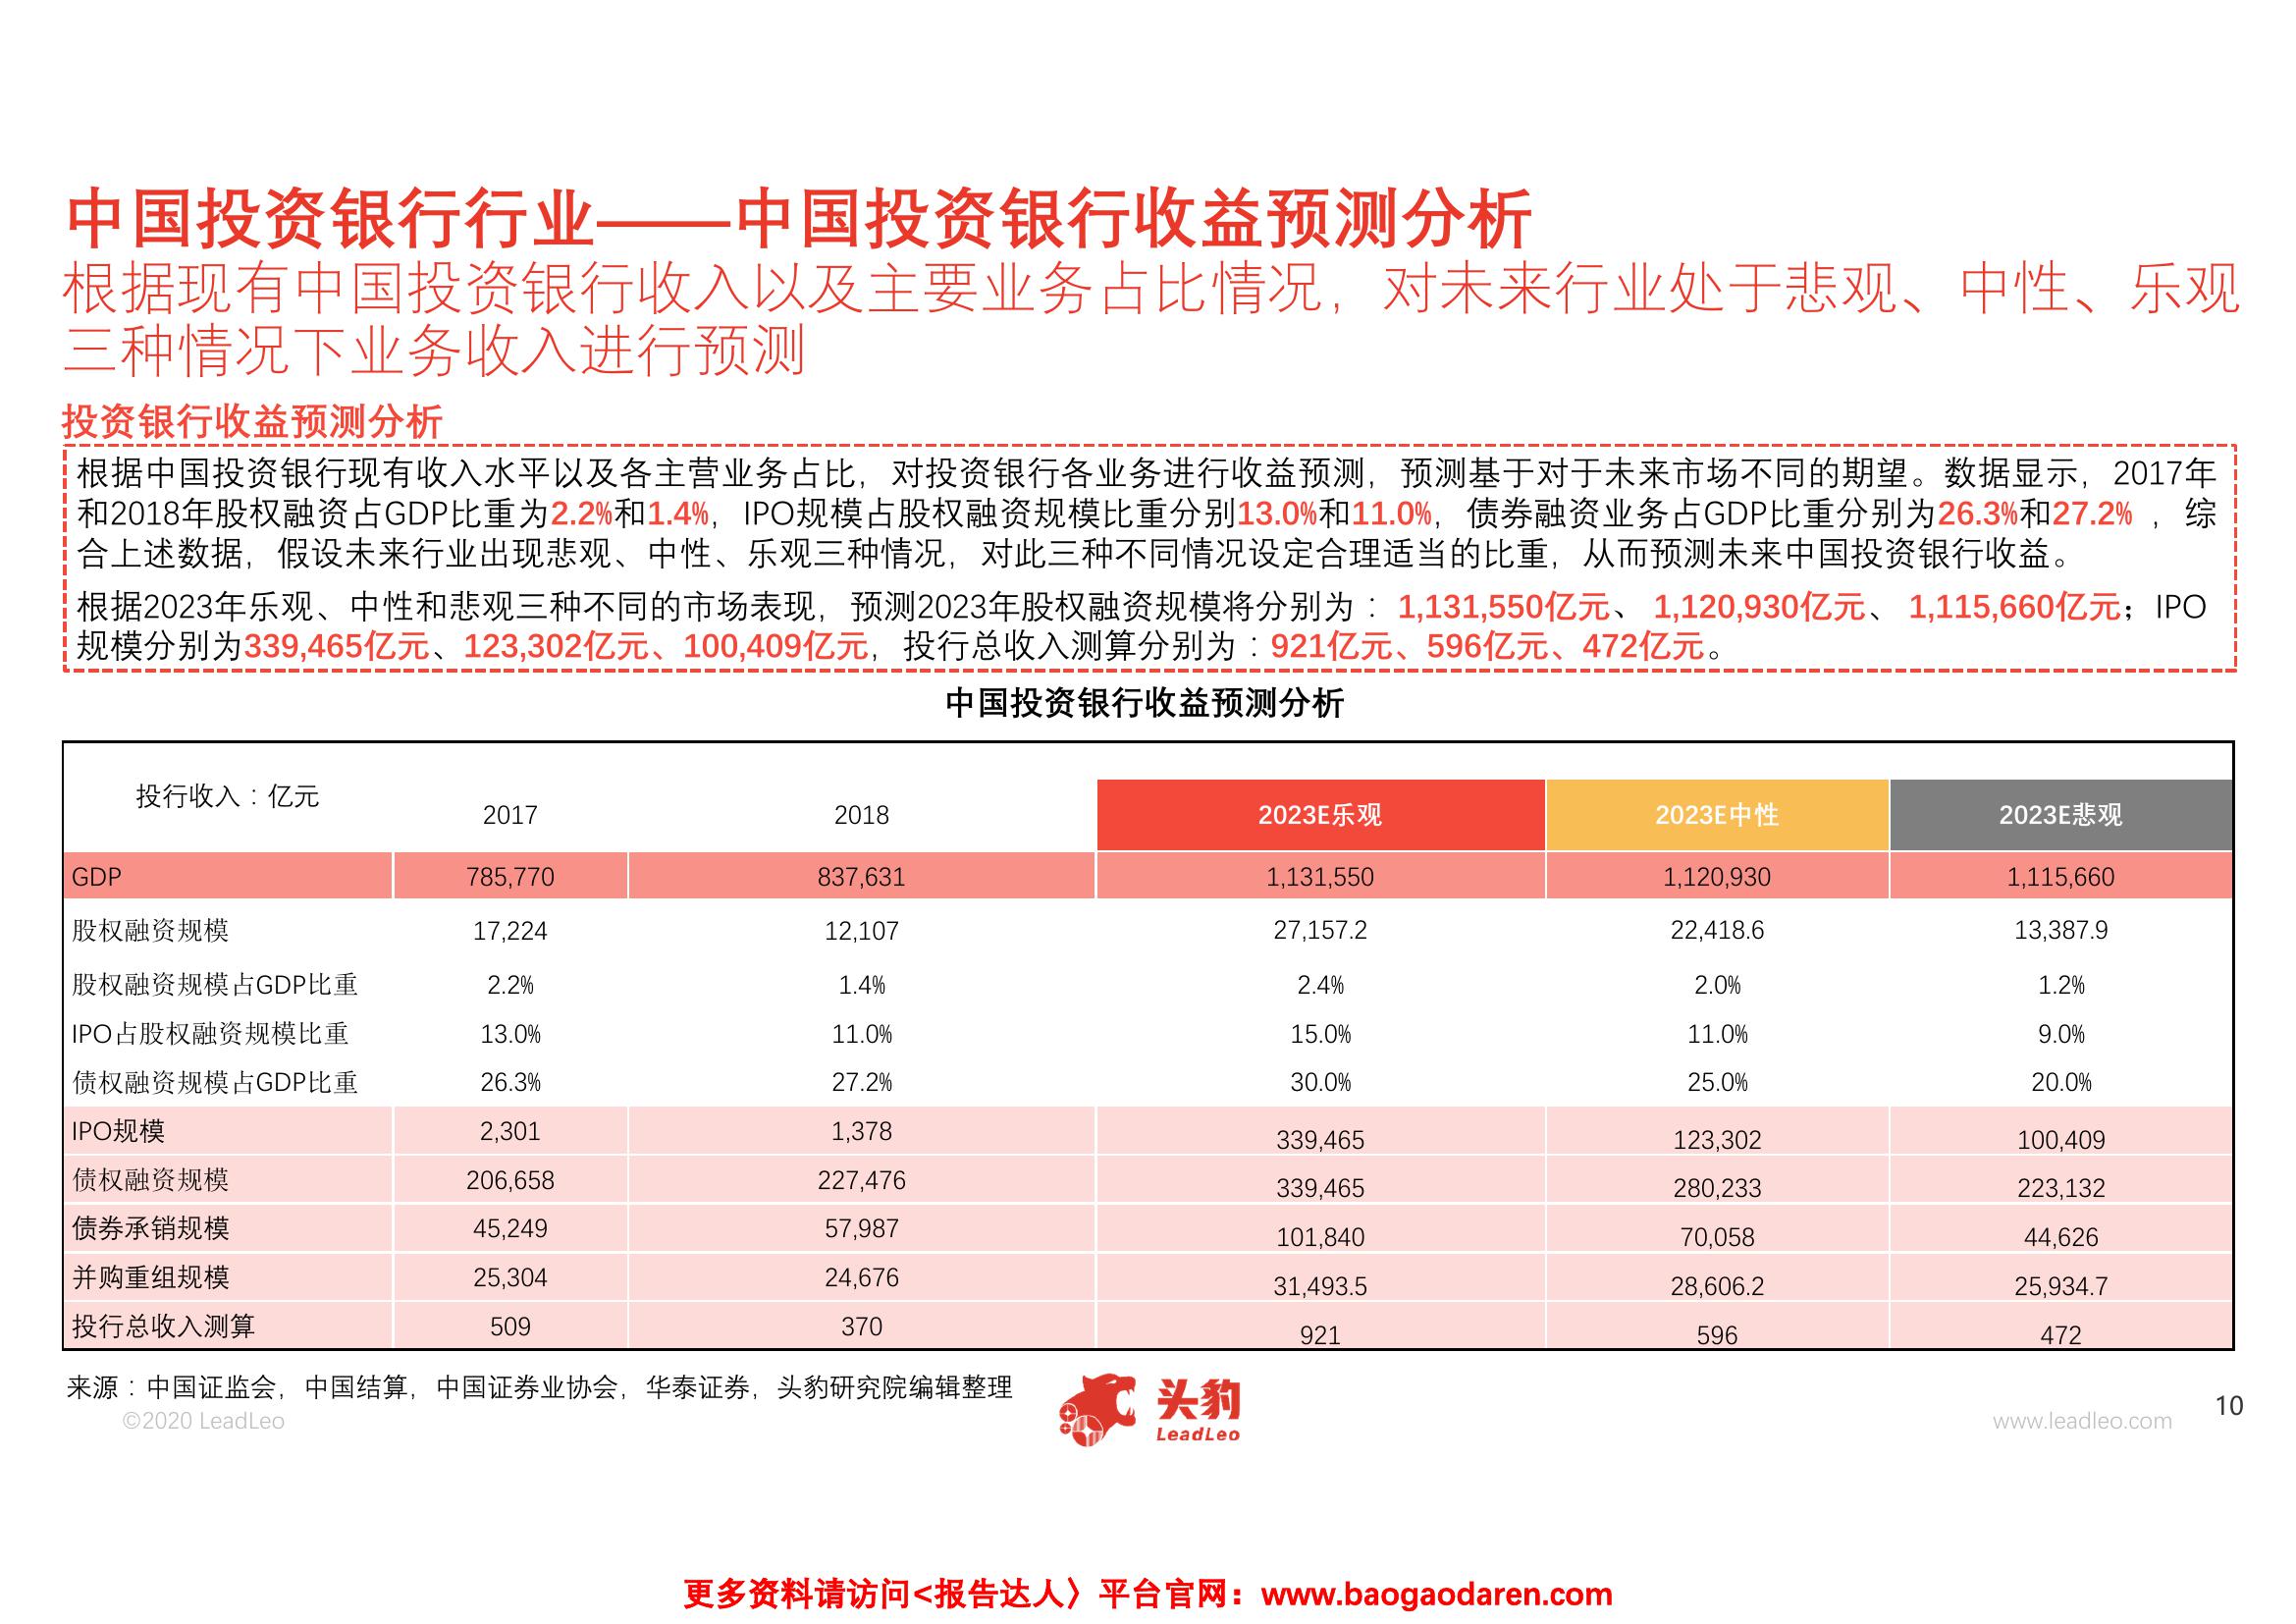 中国投资银行行业——中国投资银行收益预测分析
根据现有中国投资银行收入以及主要业务占比情况，对未来行业处于悲观、中性、乐观
三种情况下业务收入进行预测
投资银行收益预测分析
根据中国投资银行现有收入水平以及各主营业务占比，对投资银行各业务进行收益预测，预测基于对于未来市场不同的期望。数据显示，2017年
和2018年股权融资占GDP比重为2.2%和1.4%，IPO规模占股权融资规模比重分别13.0%和11.0%，债券融资业务占GDP比重分别为26.3%和27.2% ，综
合上述数据，假设未来行业出现悲观、中性、乐观三种情况，对此三种不同情况设定合理适当的比重，从而预测未来中国投资银行收益。
根据2023年乐观、中性和悲观三种不同的市场表现，预测2023年股权融资规模将分别为：1,131,550亿元、1,120,930亿元、1,115,660亿元；IPO
规模分别为339,465亿元、123,302亿元、100,409亿元，投行总收入测算分别为：921亿元、596亿元、472亿元。
中国投资银行收益预测分析
投行收入：亿元 2017 2018 2023E乐观 2023E中性 2023E悲观
GDP 785,770 837,631 1,131,550 1,120,930 1,115,660
股权融资规模 17,224 12,107 27,157.2 22,418.6 13,387.9
股权融资规模占GDP比重 2.2% 1.4% 2.4% 2.0% 1.2%
IPO占股权融资规模比重 13.0% 11.0% 15.0% 11.0% 9.0%
债权融资规模占GDP比重 26.3% 27.2% 30.0% 25.0% 20.0%
IPO规模 2,301 1,378 339,465 123,302 100,409
债权融资规模 206,658 227,476 339,465 280,233 223,132
债券承销规模 45,249 57,987 101,840 70,058 44,626
并购重组规模 25,304 24,676 31,493.5 28,606.2 25,934.7
投行总收入测算 509 370 921 596 472
来源：中国证监会，中国结算，中国证券业协会，华泰证券，头豹研究院编辑整理
©2020 LeadLeo
头豹
LeadLeo
www.leadleo.com
10
更多资料请访问<报告达人〉平台官网：www.baogaodaren.com